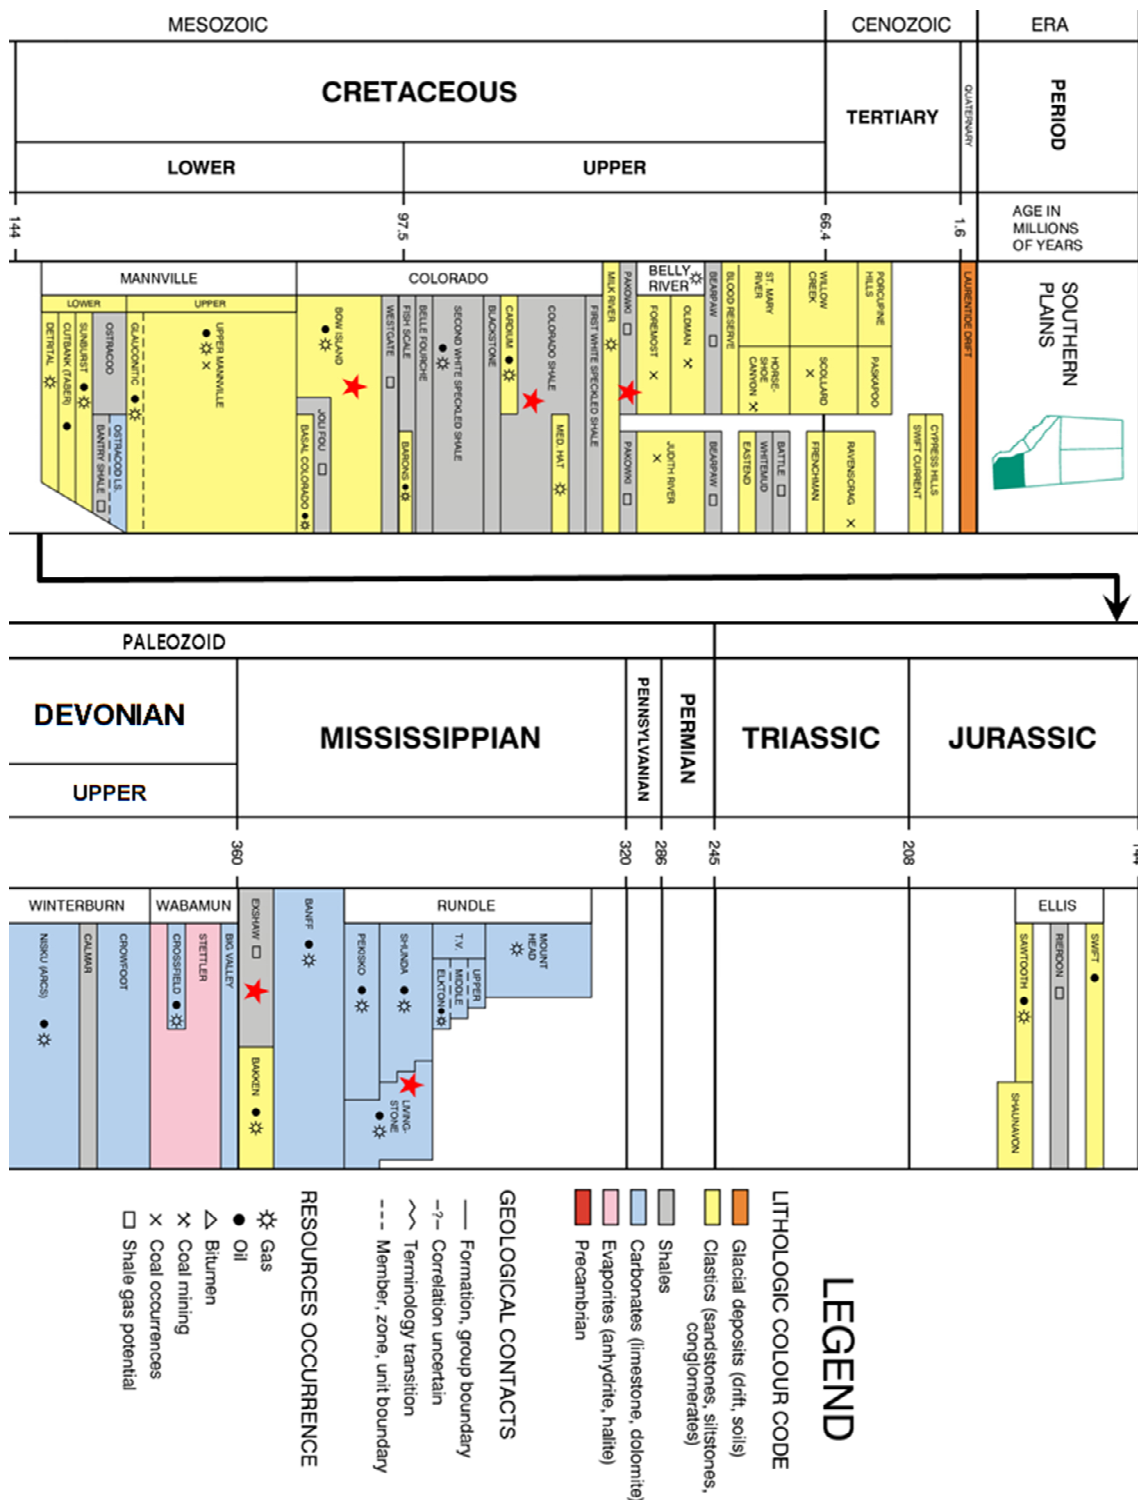 MESOZOIC
CENOZOIC
ERA
CRETACEOUS
TERTIARY
QUATERNARY
PERIOD
LOWER
UPPER
144
97.5
66.4
1.6
AGE IN
MILLIONS
OF YEARS
MANNVILLE
COLORADO
BELLY
RIVER
LOWER
UPPER
DETRITAL
CUTBANK (TABER)
SUNBURST
OSTRACOD
BANTRY SHALE
OSTRACOD LS.
GLAUCONITIC
UPPER MANNVILLE
BOW ISLAND
BASAL COLORADO
JOLI FOU
WESTGATE
FISH SCALE
BARONS
BELLE FOURCHE
SECOND WHITE SPECKLED SHALE
BLACKSTONE
CARDIUM
COLORADO SHALE
MED. HAT
FIRST WHITE SPECKLED SHALE
MILK RIVER
PAKOWKI
PAKOWKI
FOREMOST
OLDMAN
JUDITH RIVER
BEARPAW
BEARPAW
BLOOD RESERVE
ST. MARY
RIVER
HORSE-
SHOE
CANYON
EASTEND
WHITEMUD
BATTLE
WILLOW
CREEK
SCOLLARD
FRENCHMAN
RAVENSCRAIG
PORCUPINE
HILLS
PASKAPOO
SWIFT CURRENT
CYPRESS HILLS
LAURENTIDE DRIFT
SOUTHERN
PLAINS
PALEOZOID
DEVONIAN
MISSISSIPPIAN
PENNSYLVANIAN
PERMIAN
TRIASSIC
JURASSIC
UPPER
360
320
286
245
208
144
WINTERBURN
WABAMUN
RUNDLE
ELLIS
NISKU (ARCS)
CALMAR
CROWFOOT
CROSSFIELD
STETTLER
BIG VALLEY
EXSHAW
BAKKEN
BANFF
PEKISKO
SHUNDA
LIVING-
STONE
T.V.
ELKTON
MIDDLE
UPPER
MOUNT
HEAD
SAWTOOTH
SHAUNAVON
RIERDON
SWIFT
LEGEND
LITHOLOGIC COLOUR CODE
Glacial deposits (drift, soils)
Clastics (sandstones, siltstones,
conglomerates)
Shales
Carbonates (limestone, dolomite)
Evaporites (anhydrite, halite)
Precambrian
GEOLOGICAL CONTACTS
Formation, group boundary
-?- Correlation uncertain
Terminology transition
Member, zone, unit boundary
RESOURCES OCCURRENCE
Gas
Oil
Bitumen
Coal mining
Coal occurrences
Shale gas potential